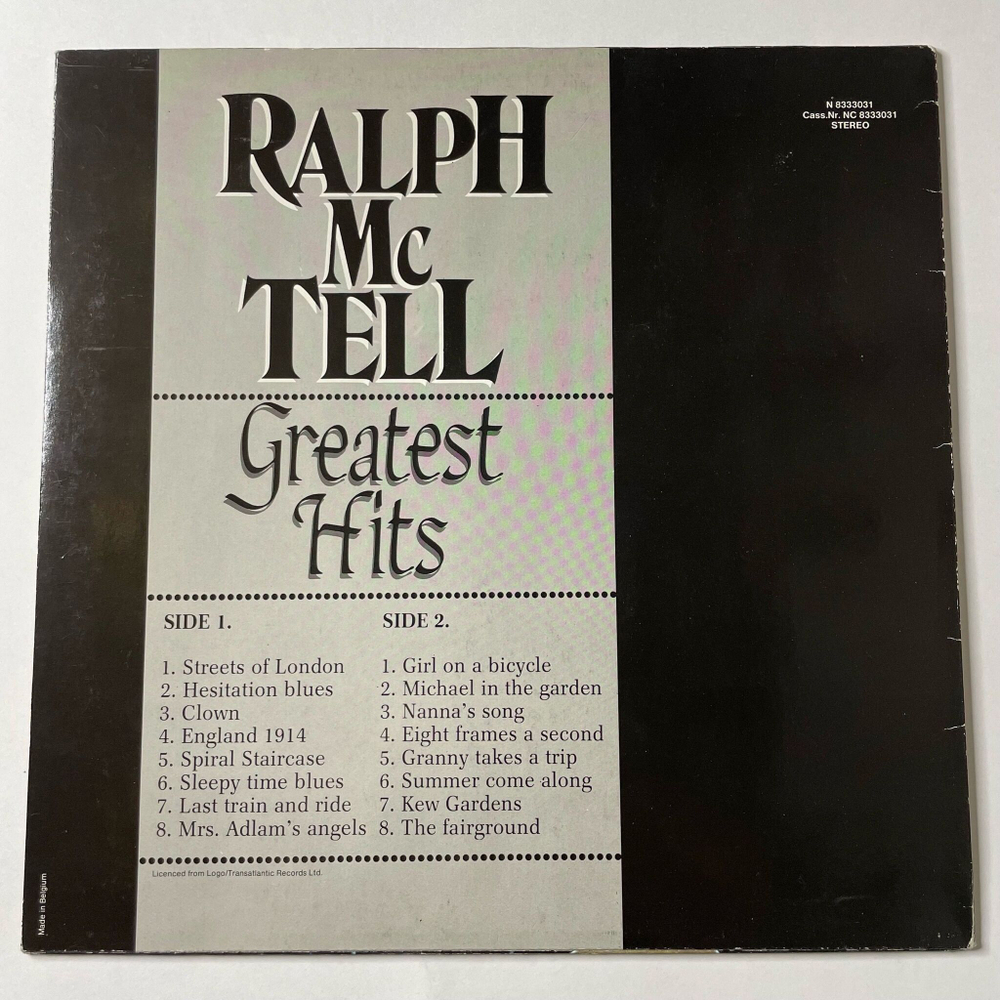 N 8333031
Cass.Nr. NC 8333031
STEREO
RALPH
Mc
TELL
Greatest
Hits
SIDE 1.
1. Streets of London
2. Hesitation blues
3. Clown
4. England 1914
5. Spiral Staircase
6. Sleepy time blues
7. Last train and ride
8. Mrs. Adlam's angels
SIDE 2.
1. Girl on a bicycle
2. Michael in the garden
3. Nanna's song
4. Eight frames a second
5. Granny takes a trip
6. Summer come along
7. Kew Gardens
8. The fairground
Licenced from Logo/Transatlantic Records Ltd.
Made in Belgium